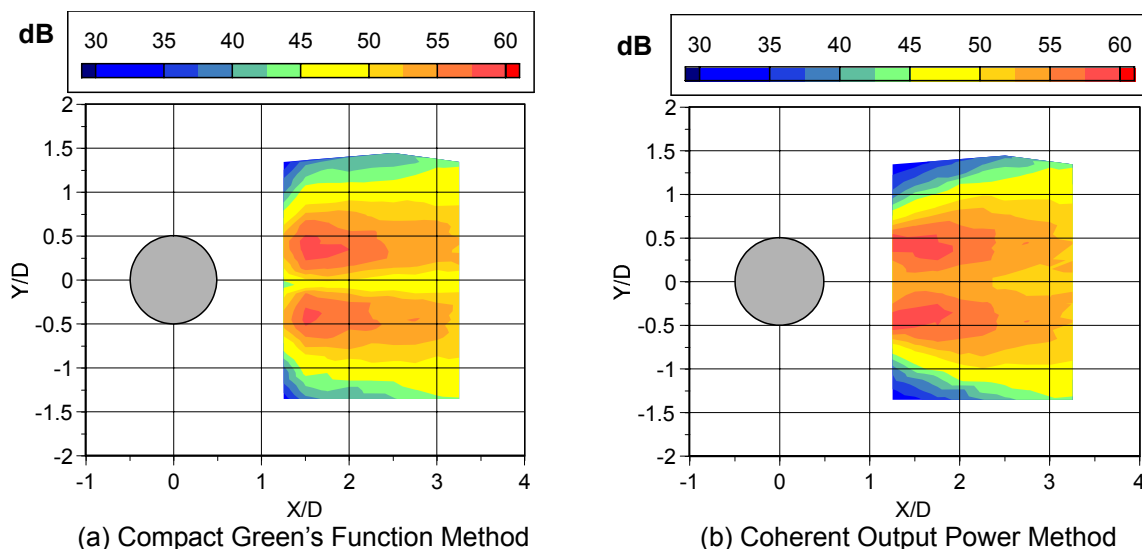 dB 30 35 40 45 50 55 60
2
1.5
1
0.5
0
-0.5
-1
-1.5
-2
Y/D
-1 0 1 2 3 4
X/D
(a) Compact Green's Function Method
dB 30 35 40 45 50 55 60
2
1.5
1
0.5
0
-0.5
-1
-1.5
-2
Y/D
-1 0 1 2 3 4
X/D
(b) Coherent Output Power Method